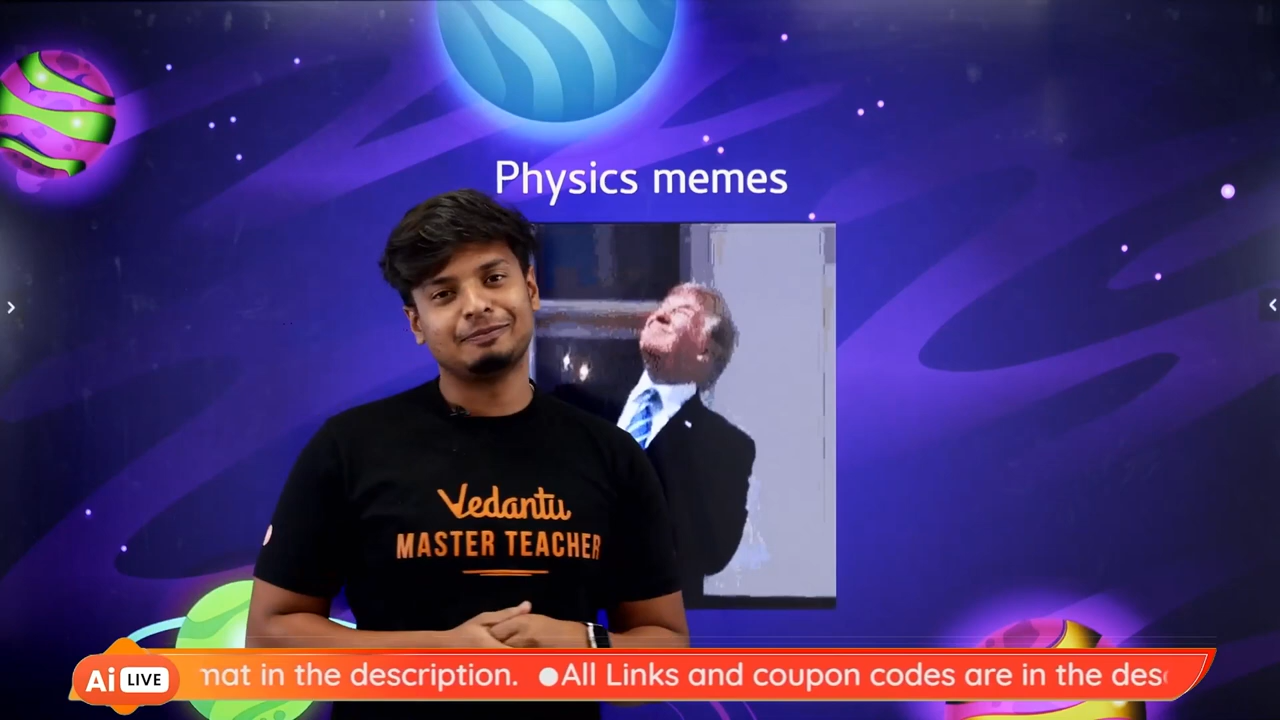 Physics memes
Vedantu
MASTER TEACHER
Ai LIVE
mat in the description. ●All Links and coupon codes are in the des